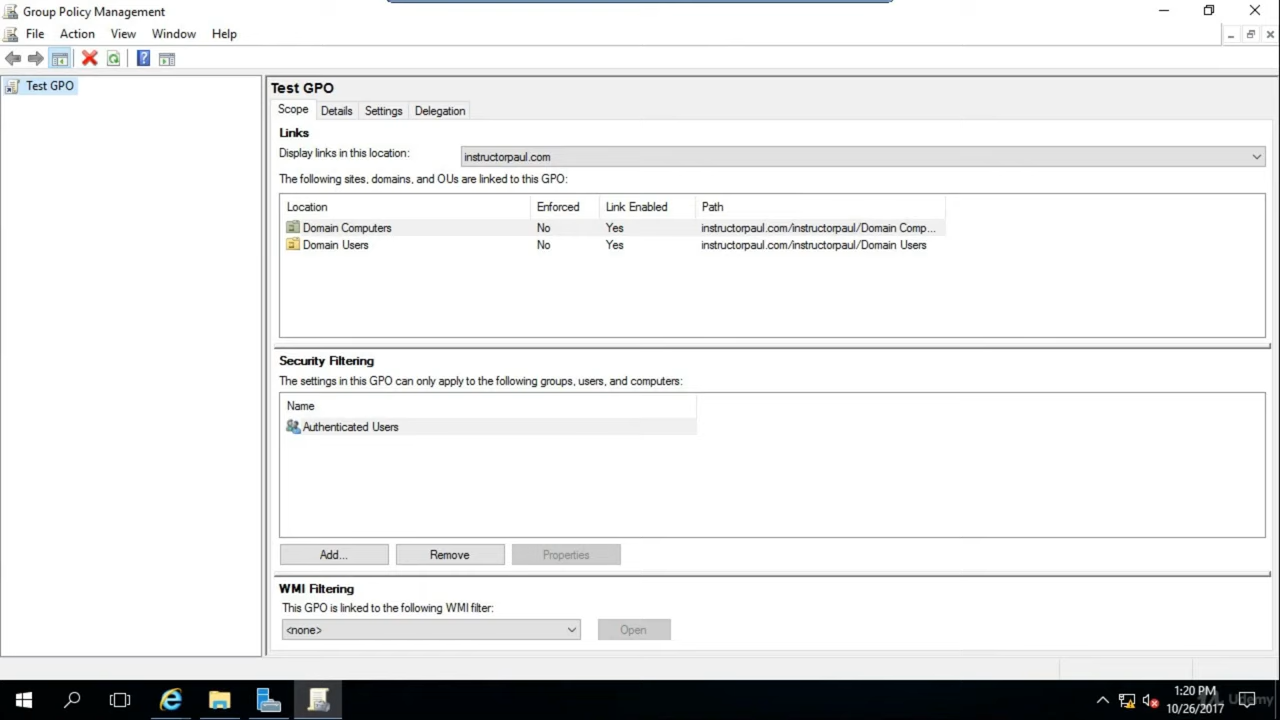 Group Policy Management
File Action View Window Help
Test GPO
Test GPO
Scope Details Settings Delegation
Links
Display links in this location: instructorpaul.com
The following sites, domains, and OUs are linked to this GPO:
Location Enforced Link Enabled Path
Domain Computers No Yes instructorpaul.com/instructorpaul/Domain Comp...
Domain Users No Yes instructorpaul.com/instructorpaul/Domain Users
Security Filtering
The settings in this GPO can only apply to the following groups, users, and computers:
Name
Authenticated Users
Add... Remove Properties
WMI Filtering
This GPO is linked to the following WMI filter:
<none> Open
1:20 PM
10/26/2017
Udemy